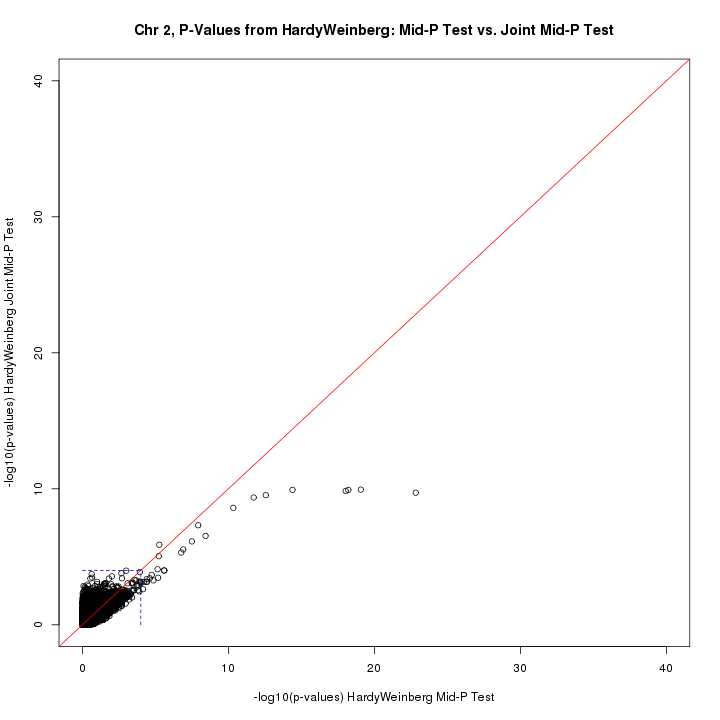 Chr 2, P-Values from HardyWeinberg: Mid-P Test vs. Joint Mid-P Test
-log10(p-values) HardyWeinberg Joint Mid-P Test
40
30
20
10
0
0 10 20 30 40
-log10(p-values) HardyWeinberg Mid-P Test